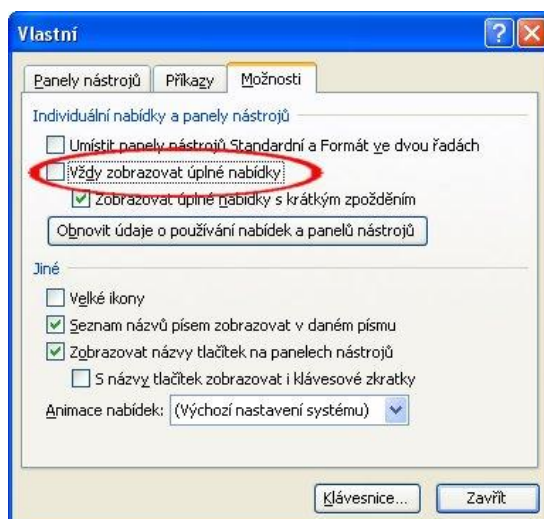 Vlastní
Panely nástrojů Příkazy Možnosti
Individuální nabídky a panely nástrojů
Umístit panely nástrojů Standardní a Formát ve dvou řadách
Vždy zobrazovat úplné nabídky
Zobrazovat úplné nabídky s krátkým zpožděním
Obnovit údaje o používání nabídek a panelů nástrojů
Jiné
Velké ikony
Seznam názvů písem zobrazovat v daném písmu
Zobrazovat názvy tlačítek na panelech nástrojů
S názvy tlačítek zobrazovat i klávesové zkratky
Animace nabídek: (Výchozí nastavení systému)
Klávesnice... Zavřít